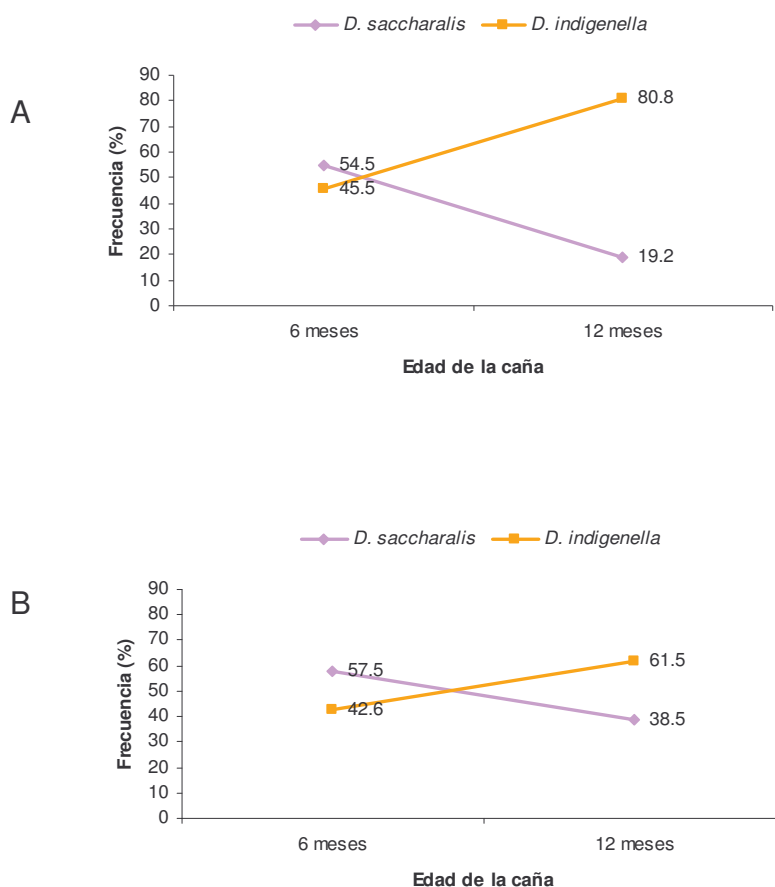 D. saccharalis D. indigenella
A
Frecuencia (%)
90
80
70
60
50
40
30
20
10
0
80.8
54.5
45.5
19.2
6 meses 12 meses
Edad de la caña
D. saccharalis D. indigenella
B
Frecuencia (%)
90
80
70
60
50
40
30
20
10
0
61.5
57.5
42.6
38.5
6 meses 12 meses
Edad de la caña